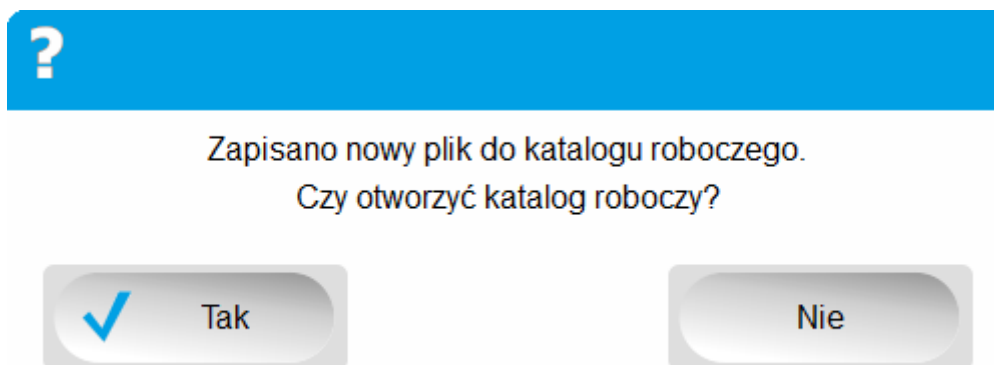 ?
Zapisano nowy plik do katalogu roboczego.
Czy otworzyć katalog roboczy?
Tak
Nie